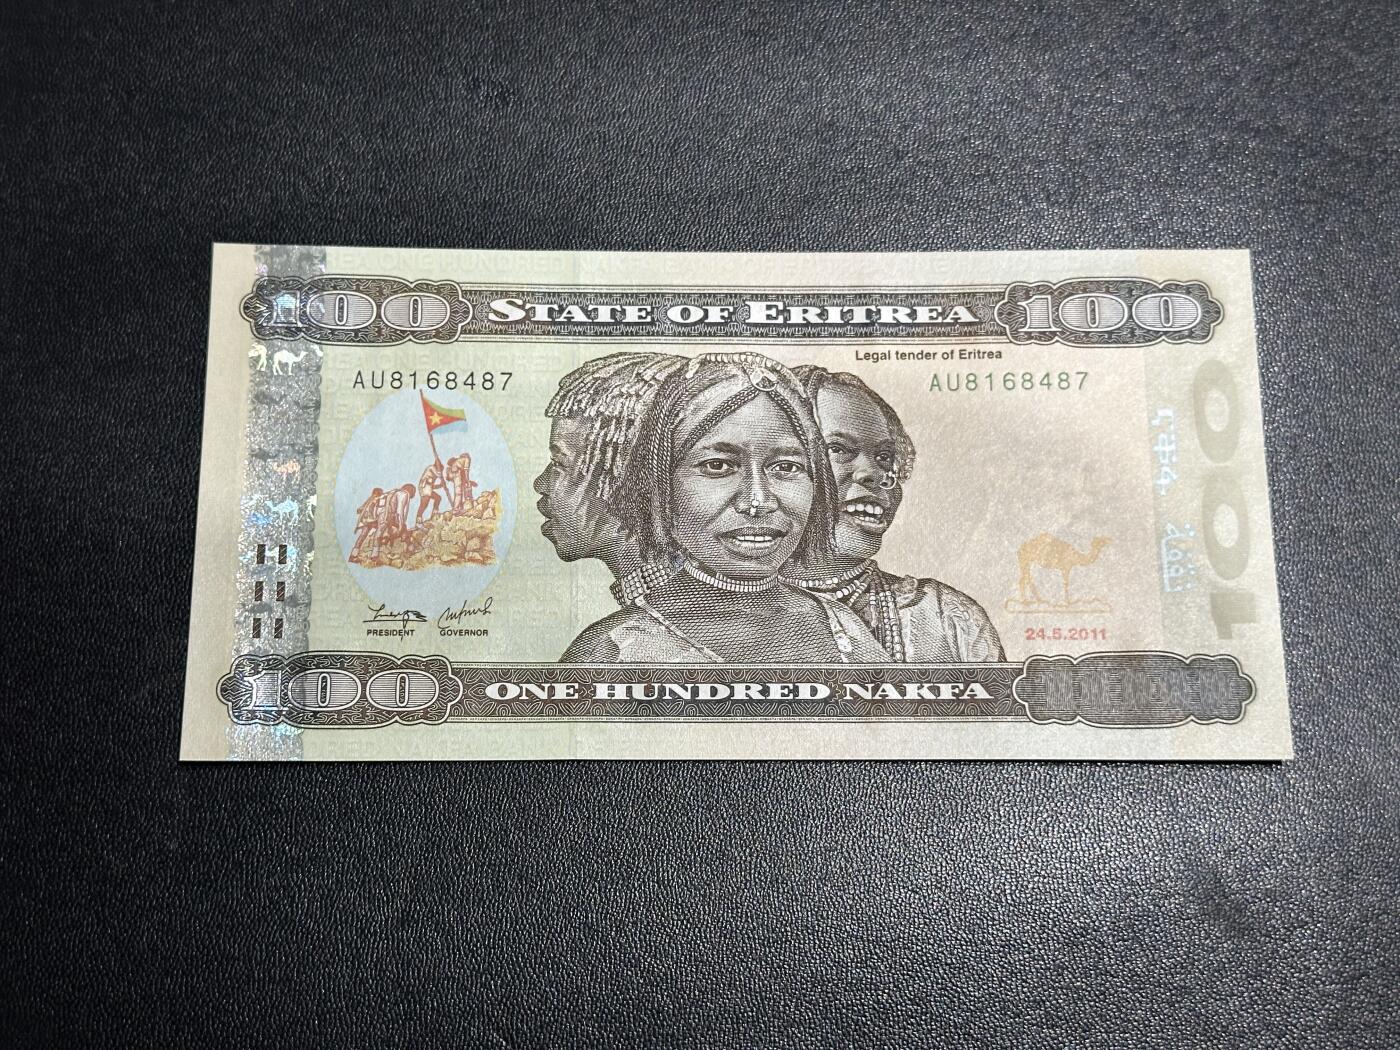 100 STATE OF ERITREA 100
Legal tender of Eritrea
AU8168487 AU8168487
100
24.5.2011
PRESIDENT GOVERNOR
100 ONE HUNDRED NAKFA